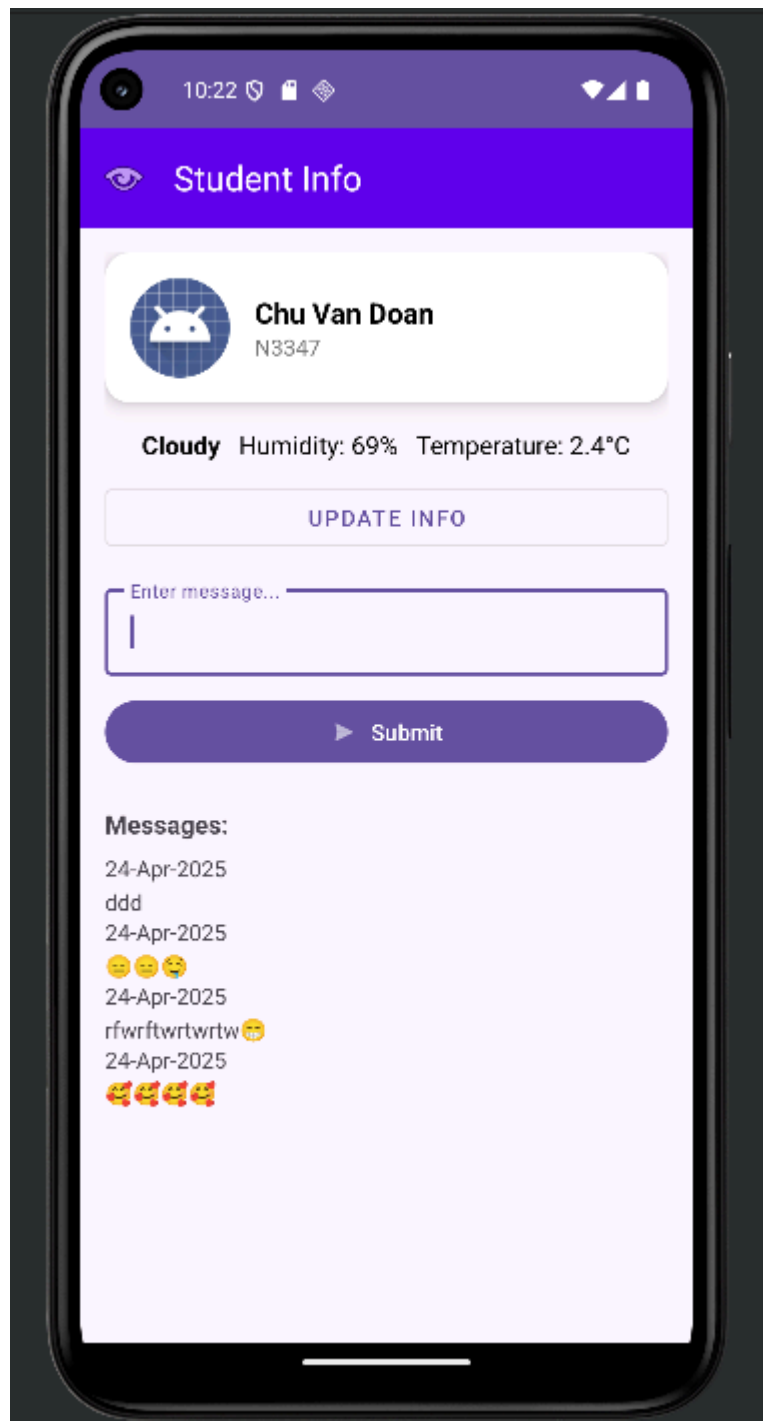 10:22
Student Info
Chu Van Doan
N3347
Cloudy Humidity: 69% Temperature: 2.4°C
UPDATE INFO
Enter message...
Submit
Messages:
24-Apr-2025
ddd
24-Apr-2025
😑😑🤤
24-Apr-2025
rfwrftwrtwrtw😁
24-Apr-2025
🥰🥰🥰🥰